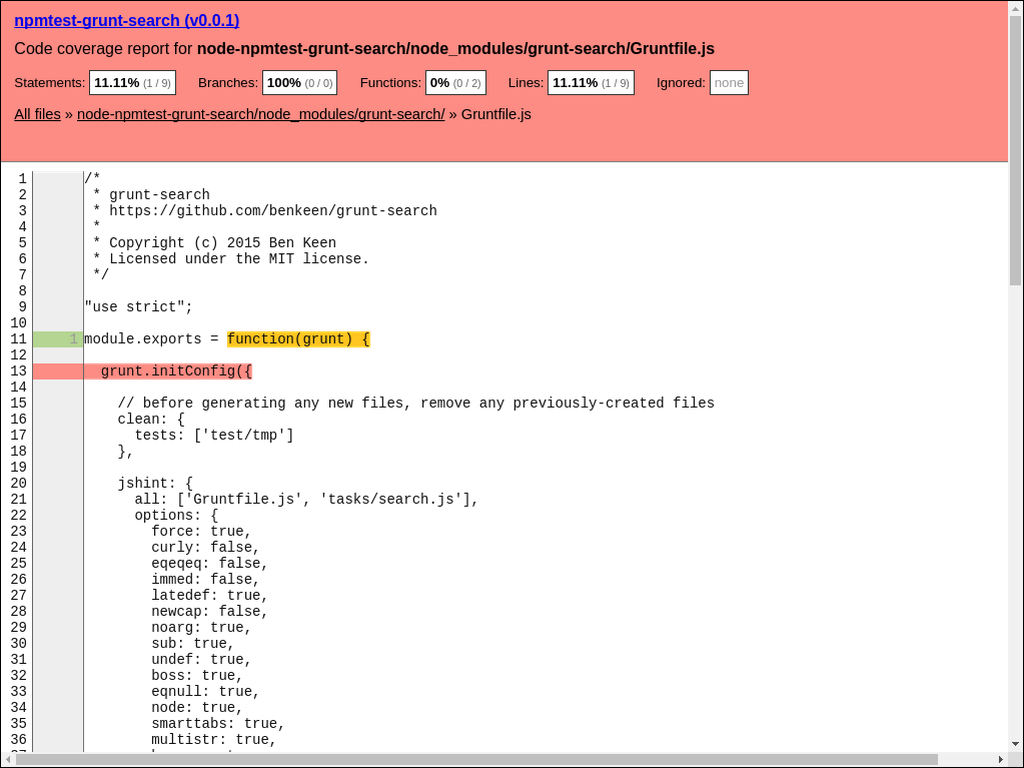 npmtest-grunt-search (v0.0.1)
Code coverage report for node-npmtest-grunt-search/node_modules/grunt-search/Gruntfile.js
Statements: 11.11% (1 / 9) Branches: 100% (0 / 0) Functions: 0% (0 / 2) Lines: 11.11% (1 / 9) Ignored: none
All files » node-npmtest-grunt-search/node_modules/grunt-search/ » Gruntfile.js
1 /*
2  * grunt-search
3  * https://github.com/benkeen/grunt-search
4  *
5  * Copyright (c) 2015 Ben Keen
6  * Licensed under the MIT license.
7  */
8
9 "use strict";
10
11 1 module.exports = function(grunt) {
12
13   grunt.initConfig({
14
15     // before generating any new files, remove any previously-created files
16     clean: {
17       tests: ['test/tmp']
18     },
19
20     jshint: {
21       all: ['Gruntfile.js', 'tasks/search.js'],
22       options: {
23         force: true,
24         curly: false,
25         eqeqeq: false,
26         immed: false,
27         latedef: true,
28         newcap: false,
29         noarg: true,
30         sub: true,
31         undef: true,
32         boss: true,
33         eqnull: true,
34         node: true,
35         smarttabs: true,
36         multistr: true,